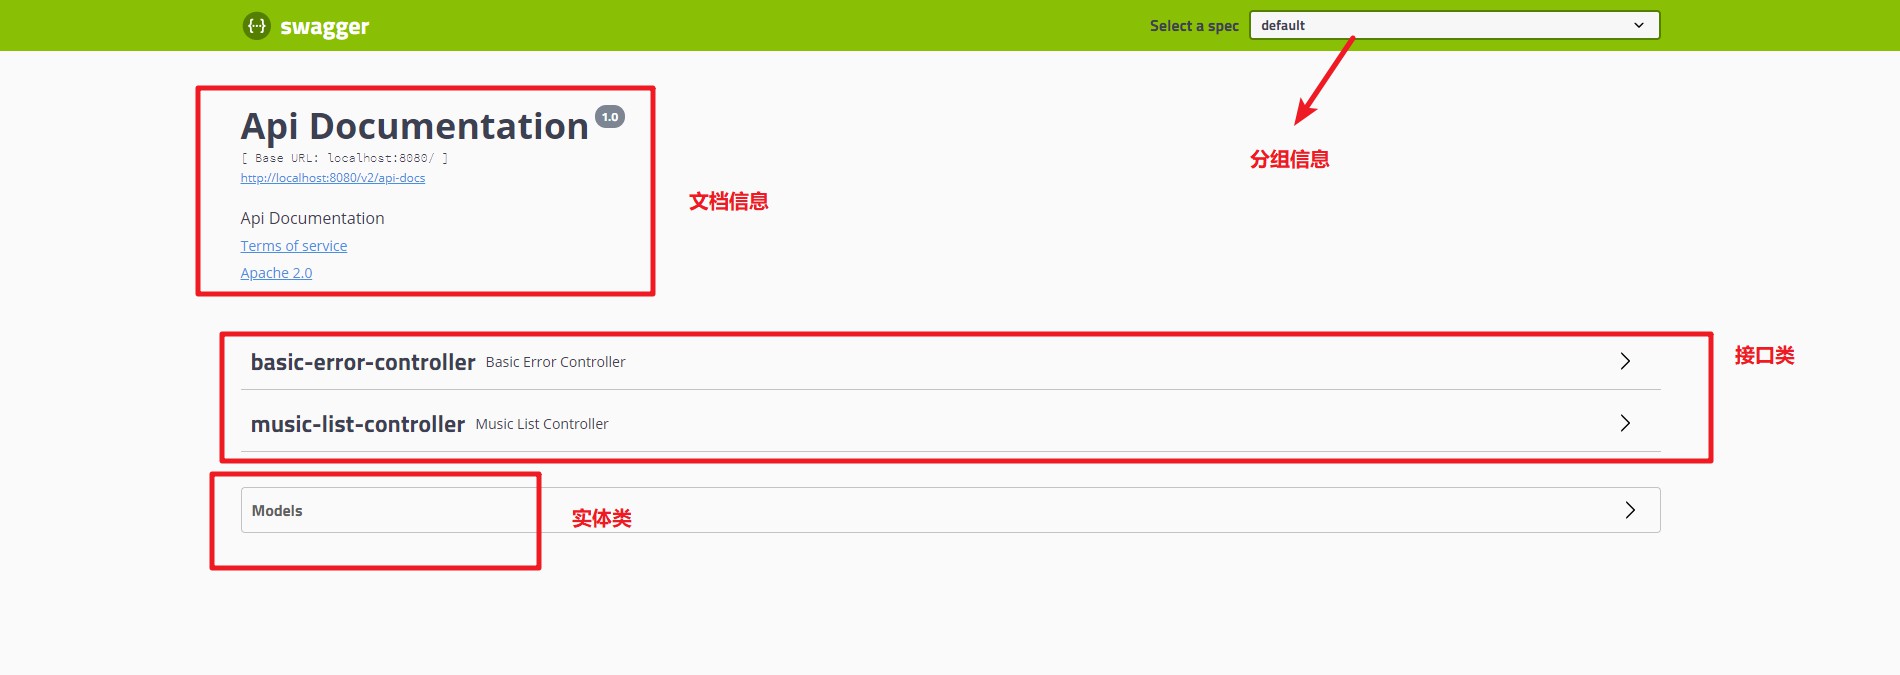 {...} swagger
Select a spec
default
Api Documentation 1.0
[ Base URL: localhost:8080/ ]
http://localhost:8080/v2/api-docs
Api Documentation
Terms of service
Apache 2.0
文档信息
分组信息
basic-error-controller Basic Error Controller
music-list-controller Music List Controller
接口类
Models
实体类